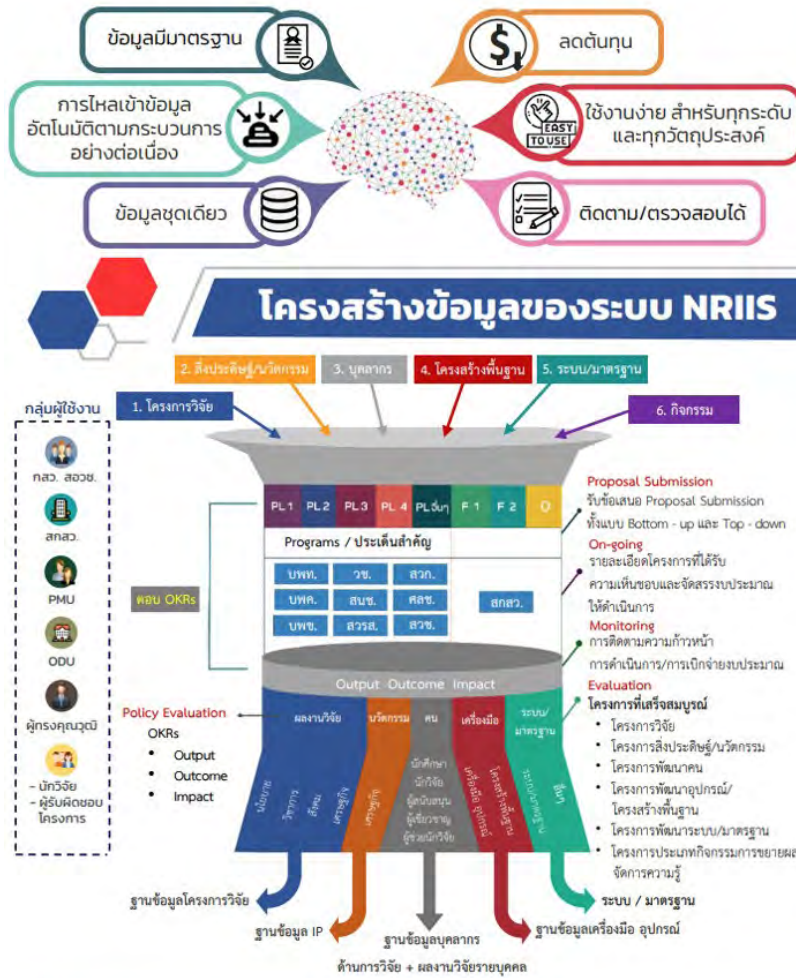 ข้อมูลมีมาตรฐาน
ลดต้นทุน
การไหลเข้าข้อมูล
อัตโนมัติตามกระบวนการ
อย่างต่อเนื่อง
EASY
TO USE
ใช้งานง่าย สำหรับทุกระดับ
และทุกวัตถุประสงค์
ข้อมูลชุดเดียว
ติดตาม/ตรวจสอบได้
โครงสร้างข้อมูลของระบบ NRIIS
2. สิ่งประดิษฐ์/นวัตกรรม
3. บุคลากร
4. โครงสร้างพื้นฐาน
5. ระบบ/มาตรฐาน
1. โครงการวิจัย
6. กิจกรรม
กลุ่มผู้ใช้งาน
กสว. สอวช.
สกสว.
PMU
ODU
ผู้ทรงคุณวุฒิ
- นักวิจัย
- ผู้รับผิดชอบ
โครงการ
ตอบ OKRs
PL 1
PL 2
PL 3
PL 4
PL อื่นๆ
F 1
F 2
O
Programs / ประเด็นสำคัญ
บพท.
วช.
สวก.
บพค.
สนช.
ศลช.
สกสว.
บพข.
สวรส.
สวช.
Output Outcome Impact
Proposal Submission
รับข้อเสนอ Proposal Submission
ทั้งแบบ Bottom - up และ Top - down
On-going
รายละเอียดโครงการที่ได้รับ
ความเห็นชอบและจัดสรรงบประมาณ
ให้ดำเนินการ
Monitoring
การติดตามความก้าวหน้า
การดำเนินการ/การเบิกจ่ายงบประมาณ
Evaluation
โครงการที่เสร็จสมบูรณ์
• โครงการวิจัย
• โครงการสิ่งประดิษฐ์/นวัตกรรม
• โครงการพัฒนาคน
• โครงการพัฒนาอุปกรณ์/
โครงสร้างพื้นฐาน
• โครงการพัฒนาระบบ/มาตรฐาน
• โครงการประเภทกิจกรรมการขยายผล
จัดการความรู้
Policy Evaluation
OKRs
• Output
• Outcome
• Impact
ผลงานวิจัย
นโยบาย
วิชาการ
สังคม
เศรษฐกิจ
นวัตกรรม
เศรษฐกิจ
คน
นักศึกษา
นักวิจัย
ผู้สนับสนุน
ผู้เชี่ยวชาญ
ผู้ช่วยนักวิจัย
เครื่องมือ
เครื่องมือ อุปกรณ์
โครงสร้างพื้นฐาน
ระบบ/
มาตรฐาน
ระบบ/มาตรฐาน
อื่นๆ
ฐานข้อมูลโครงการวิจัย
ฐานข้อมูล IP
ฐานข้อมูลบุคลากร
ด้านการวิจัย + ผลงานวิจัยรายบุคคล
ฐานข้อมูลเครื่องมือ อุปกรณ์
ระบบ / มาตรฐาน